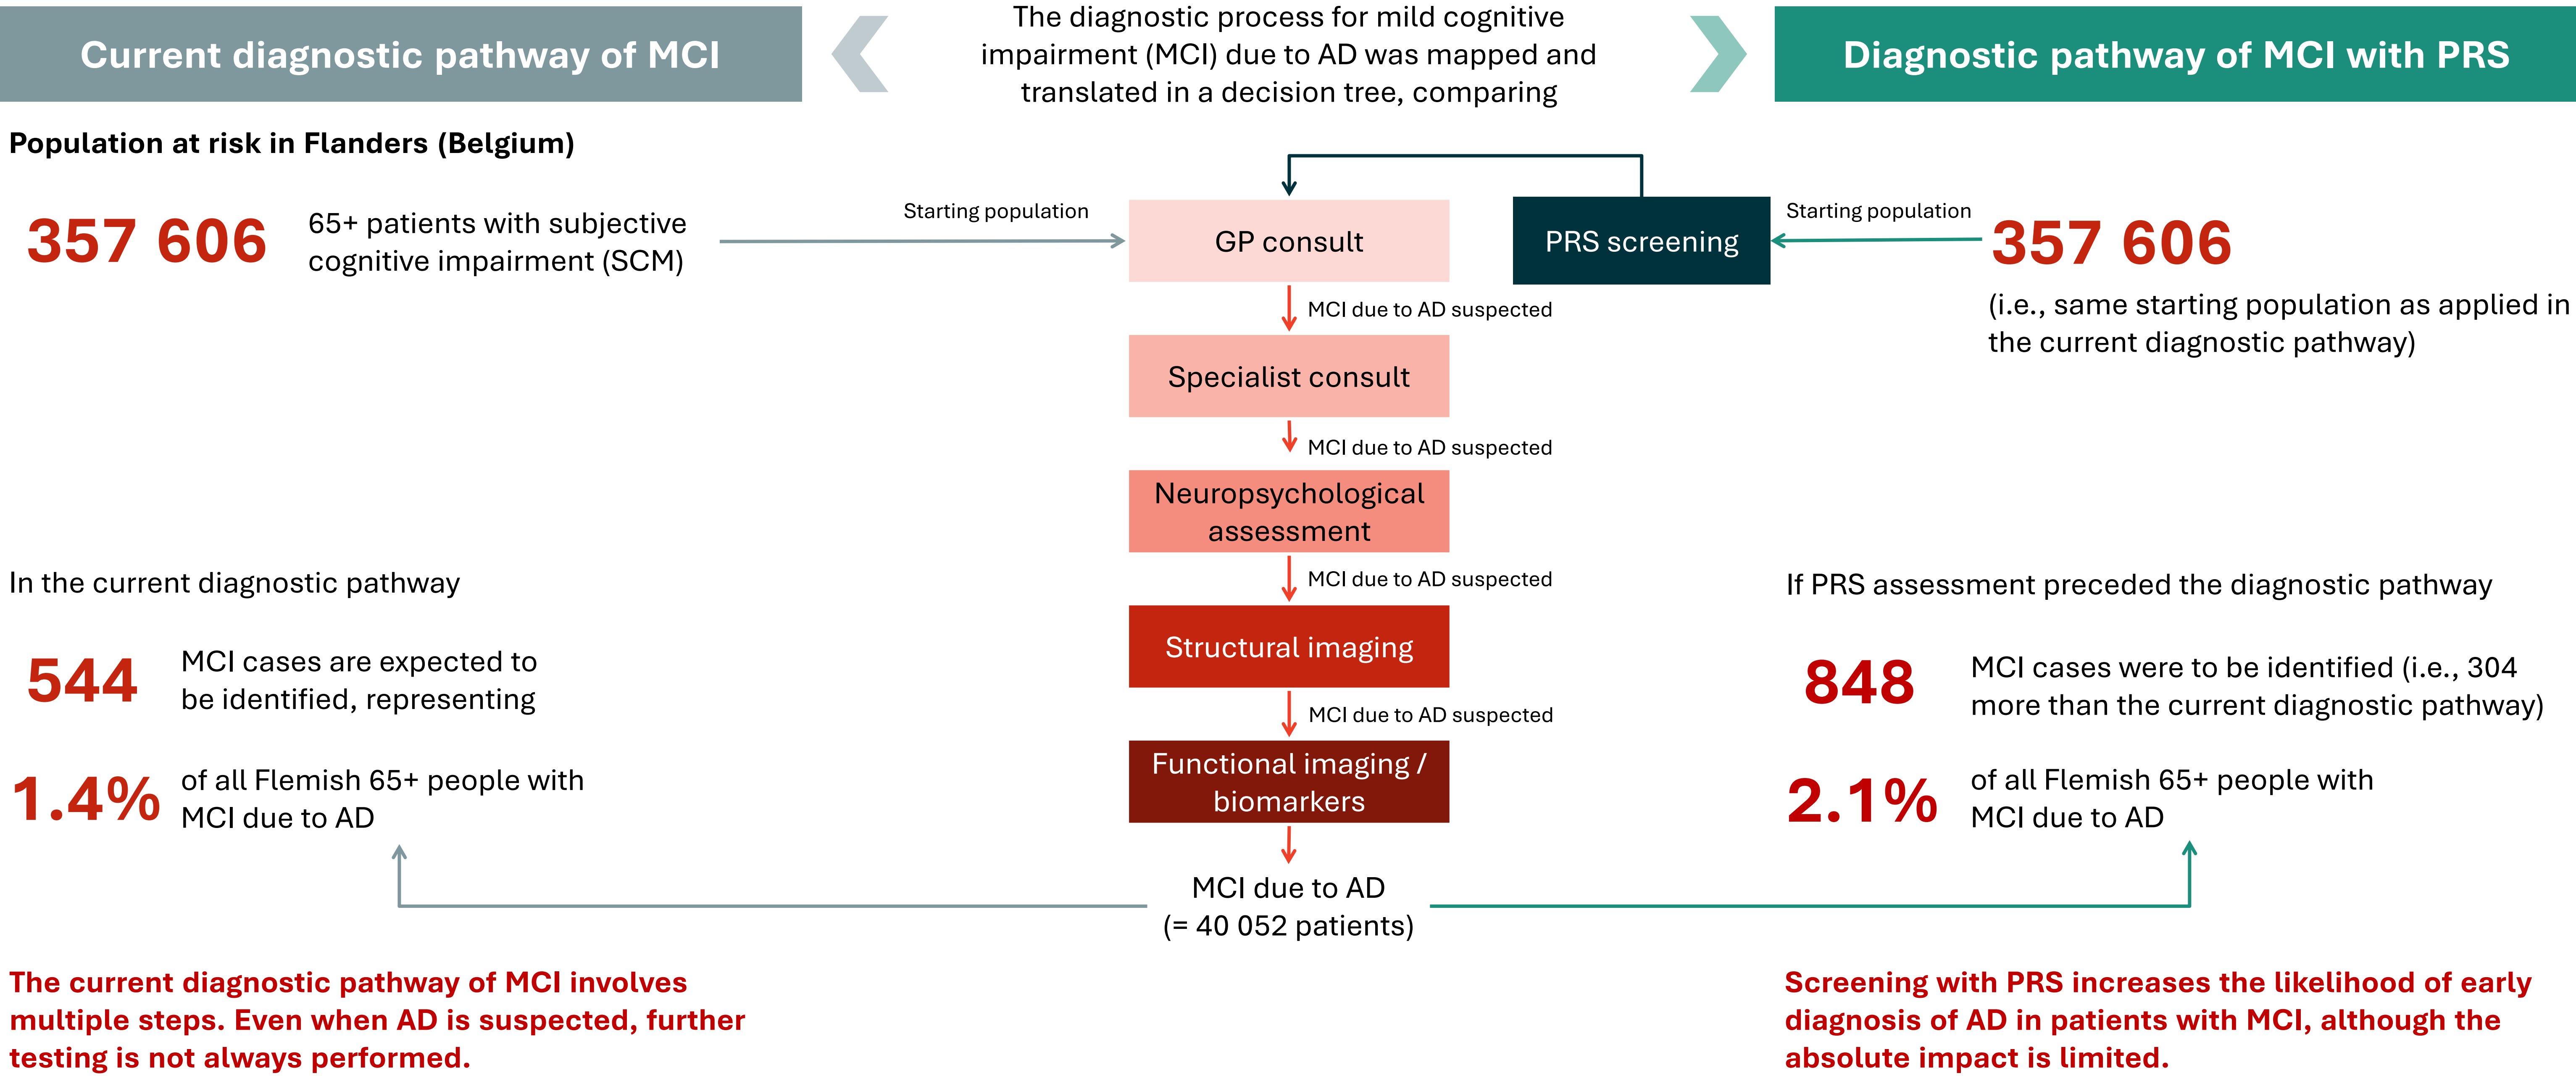 Current diagnostic pathway of MCI
The diagnostic process for mild cognitive
impairment (MCI) due to AD was mapped and
translated in a decision tree, comparing
Diagnostic pathway of MCI with PRS
Population at risk in Flanders (Belgium)
357 606
65+ patients with subjective
cognitive impairment (SCM)
Starting population
GP consult
PRS screening
Starting population
357 606
(i.e., same starting population as applied in
the current diagnostic pathway)
MCI due to AD suspected
Specialist consult
MCI due to AD suspected
Neuropsychological
assessment
MCI due to AD suspected
Structural imaging
MCI due to AD suspected
Functional imaging /
biomarkers
MCI due to AD
(= 40 052 patients)
In the current diagnostic pathway
544
MCI cases are expected to
be identified, representing
1.4%
of all Flemish 65+ people with
MCI due to AD
If PRS assessment preceded the diagnostic pathway
848
MCI cases were to be identified (i.e., 304
more than the current diagnostic pathway)
2.1%
of all Flemish 65+ people with
MCI due to AD
The current diagnostic pathway of MCI involves
multiple steps. Even when AD is suspected, further
testing is not always performed.
Screening with PRS increases the likelihood of early
diagnosis of AD in patients with MCI, although the
absolute impact is limited.